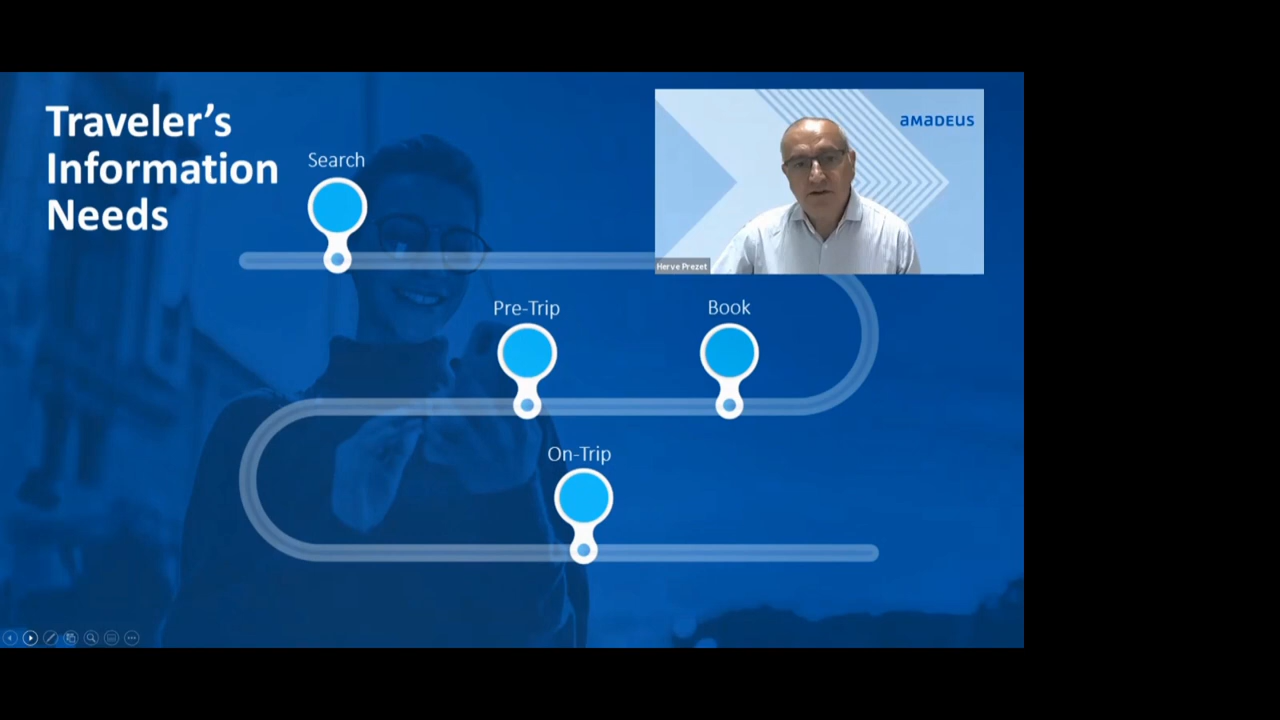 Traveler's
Information
Needs
Search
amadeus
Herve Prezet
Pre-Trip
Book
On-Trip